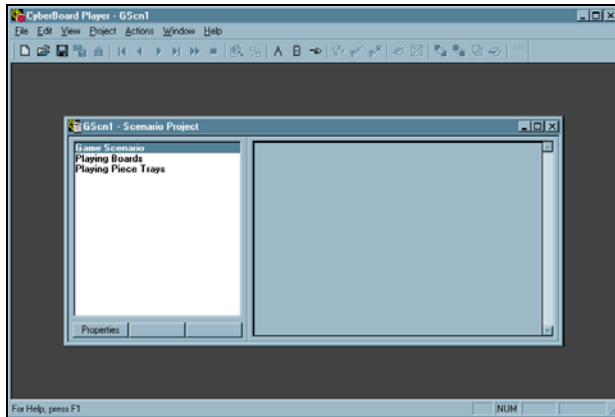 CyberBoard Player - GScn1
File Edit View Project Actions Window Help
A B
GScn1 - Scenario Project
Game Scenario
Playing Boards
Playing Piece Trays
Properties
For Help, press F1
NUM